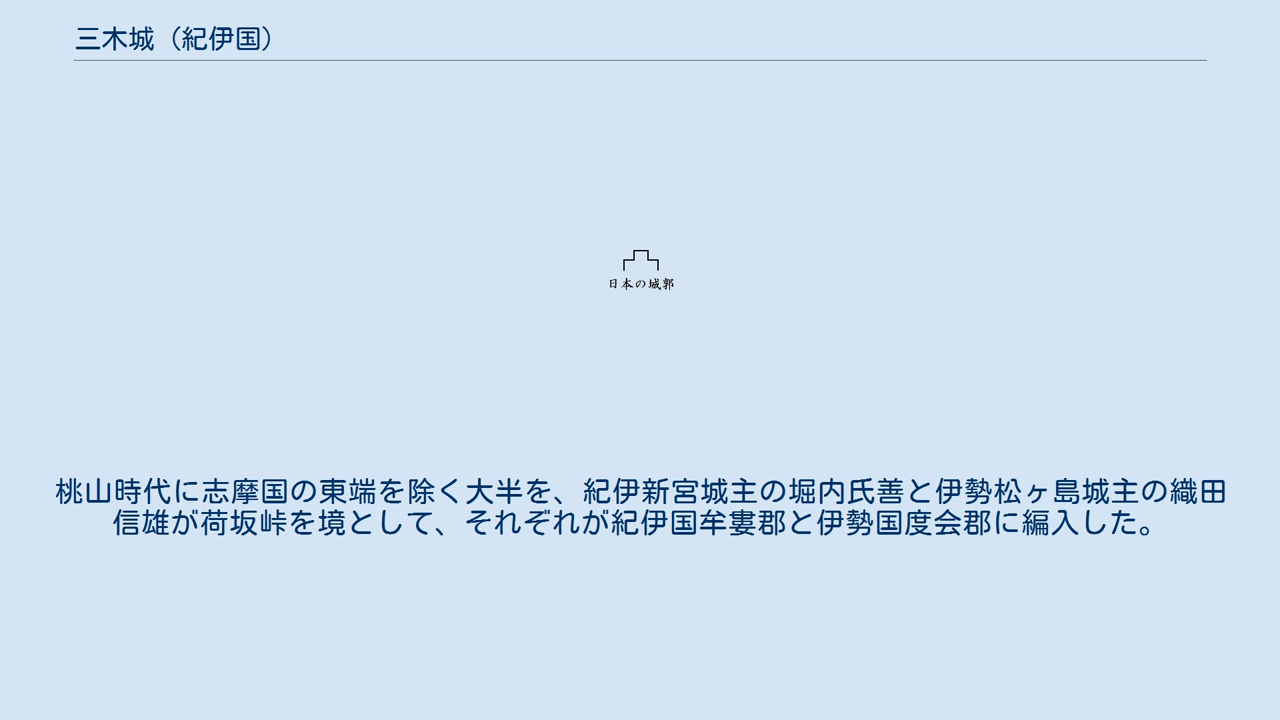 三木城（紀伊国）
日本の城郭
桃山時代に志摩国の東端を除く大半を、紀伊新宮城主の堀内氏善と伊勢松ヶ島城主の織田
信雄が荷坂峠を境として、それぞれが紀伊国牟婁郡と伊勢国度会郡に編入した。